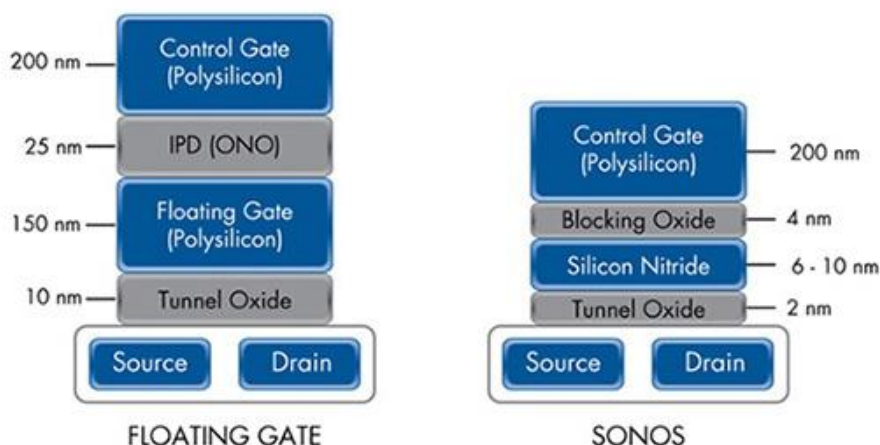 200 nm
Control Gate
(Polysilicon)
25 nm
IPD (ONO)
150 nm
Floating Gate
(Polysilicon)
10 nm
Tunnel Oxide
Source
Drain
FLOATING GATE
Control Gate
(Polysilicon)
200 nm
Blocking Oxide
4 nm
Silicon Nitride
6 - 10 nm
Tunnel Oxide
2 nm
Source
Drain
SONOS